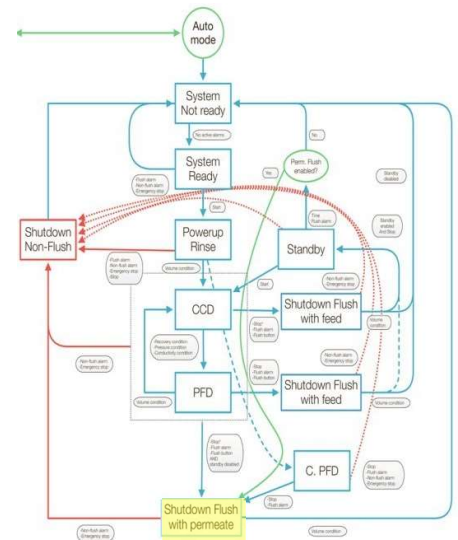 Auto
mode
System
Not ready
No active alarms
System
Ready
Flush alarm
Non-flush alarm
Emergency stop
Start
No
No
Perm. Flush
enabled?
Standby
disabled
Shutdown
Non-Flush
Powerup
Rinse
Time
Flush alarm
Standby
Standby
enabled
And Stop
Flush alarm
Non-flush alarm
Emergency stop
Volume condition
Start
Non-flush alarm
Emergency stop
CCD
Shutdown Flush
with feed
Volume
condition
-Stop*
-Flush alarm
-Flush button
-Recovery condition
-Pressure condition
-Conductivity condition
Non-flush alarm
-Emergency stop
Non-flush alarm
-Emergency stop
PFD
Shutdown Flush
with feed
Volume condition
-Stop
-Flush alarm
-Flush button
Volume condition
-Stop*
-Flush alarm
-Flush button
AND
standby disabled
C. PFD
-Stop
-Flush alarm
-Non-flush alarm
-Emergency stop
-Stop
-Flush alarm
Shutdown Flush
with permeate
-Non-flush alarm
-Emergency stop
Volume condition